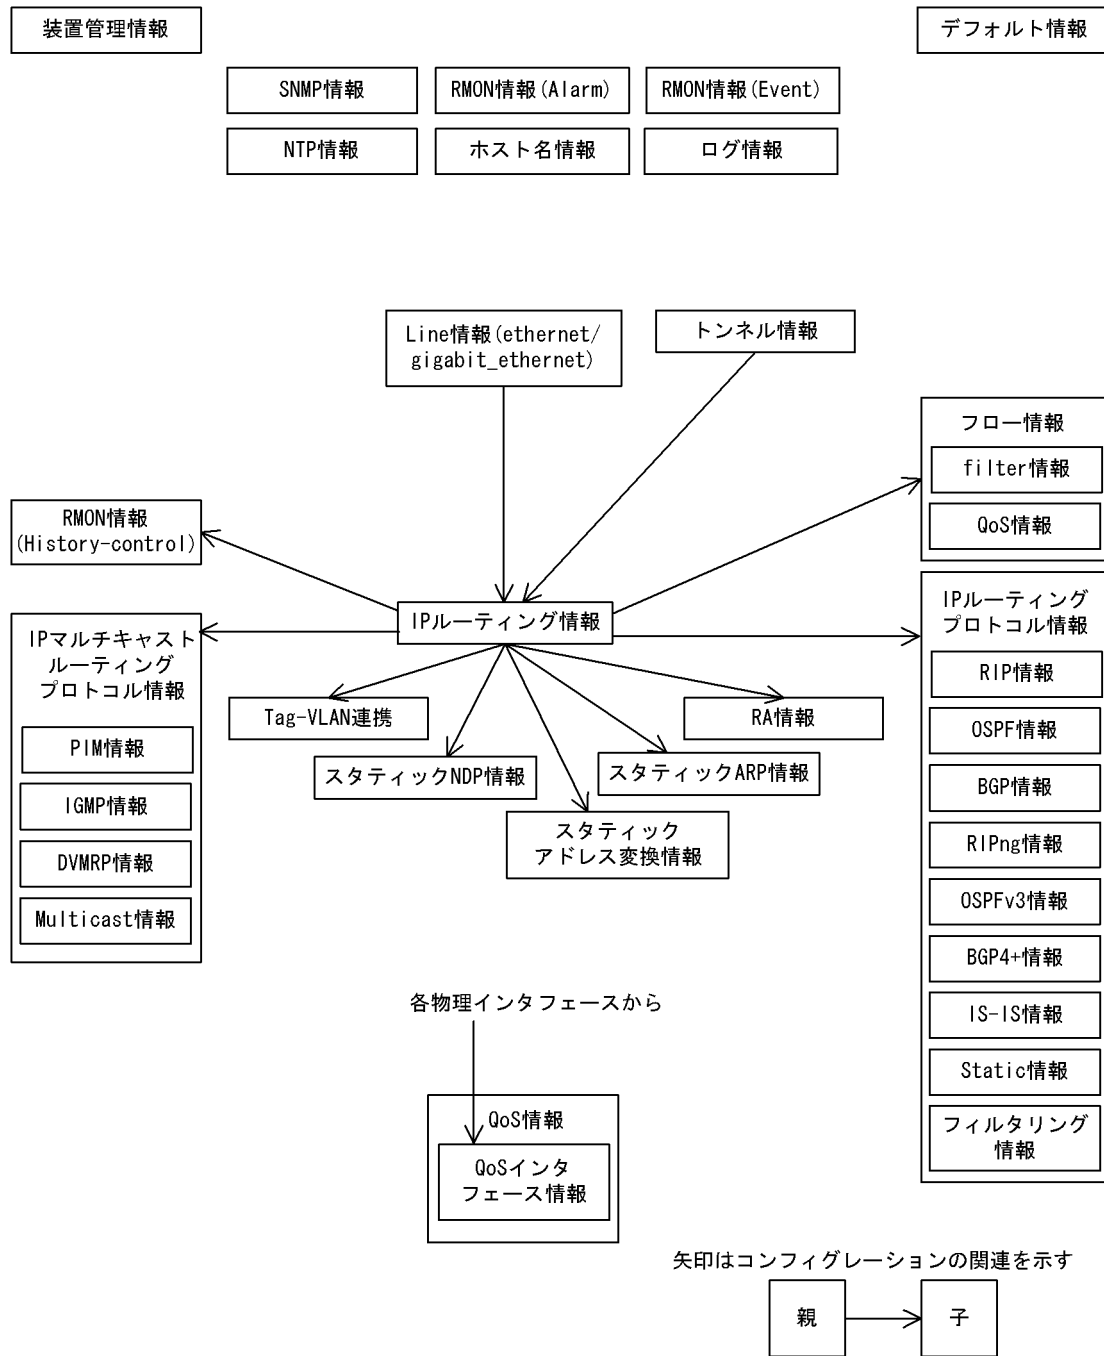 装置管理情報
デフォルト情報
SNMP情報
RMON情報(Alarm)
RMON情報(Event)
NTP情報
ホスト名情報
ログ情報
Line情報(ethernet/
gigabit_ethernet)
トンネル情報
フロー情報
filter情報
QoS情報
RMON情報
(History-control)
IPルーティング情報
IPマルチキャスト
ルーティング
プロトコル情報
PIM情報
IGMP情報
DVMRP情報
Multicast情報
Tag-VLAN連携
RA情報
スタティックNDP情報
スタティックARP情報
スタティック
アドレス変換情報
IPルーティング
プロトコル情報
RIP情報
OSPF情報
BGP情報
RIPng情報
OSPFv3情報
BGP4+情報
IS-IS情報
Static情報
フィルタリング
情報
各物理インタフェースから
QoS情報
QoSインタ
フェース情報
矢印はコンフィグレーションの関連を示す
親
子